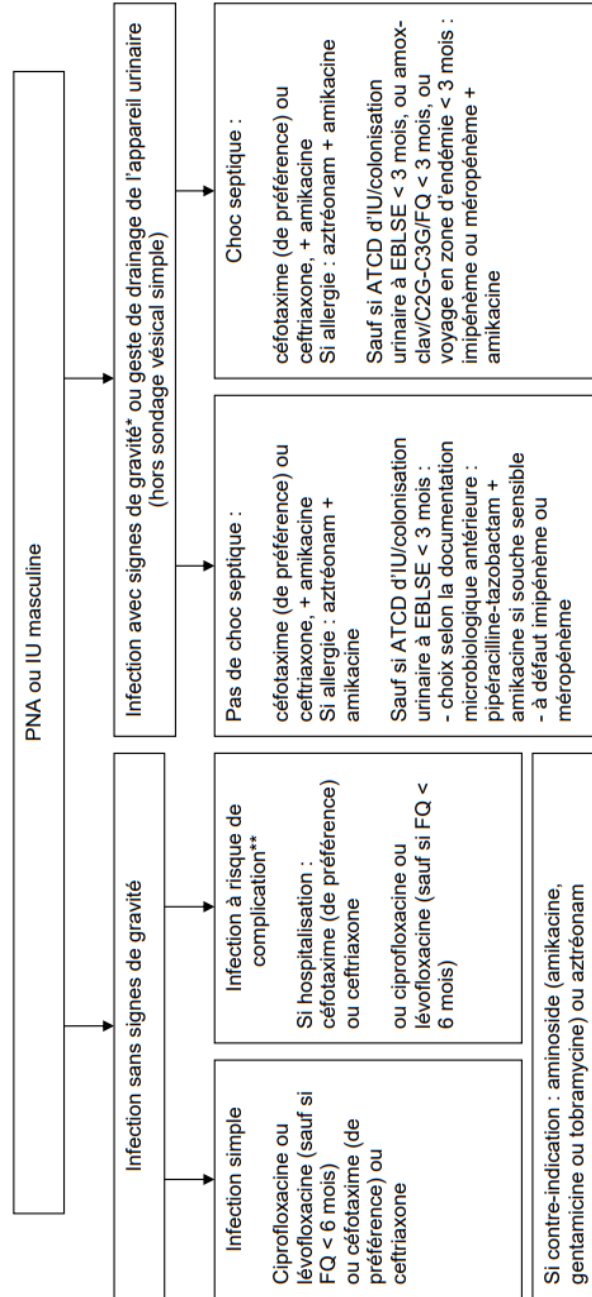 PNA ou IU masculine
Infection sans signes de gravité
Infection simple
Ciprofloxacine ou
lévofloxacine (sauf si
FQ < 6 mois)
ou céfotaxime (de
préférence) ou
ceftriaxone
Infection à risque de
complication**
Si hospitalisation :
céfotaxime (de préférence)
ou ceftriaxone
ou ciprofloxacine ou
lévofloxacine (sauf si FQ <
6 mois)
Si contre-indication : aminoside (amikacine,
gentamicine ou tobramycine) ou aztréonam
Infection avec signes de gravité* ou geste de drainage de l'appareil urinaire
(hors sondage vésical simple)
Pas de choc septique :
céfotaxime (de préférence) ou
ceftriaxone, + amikacine
Si allergie : aztréonam +
amikacine
Sauf si ATCD d'IU/colonisation
urinaire à EBLSE < 3 mois :
- choix selon la documentation
microbiologique antérieure :
pipéracilline-tazobactam +
amikacine si souche sensible
- à défaut imipénème ou
méropénème
Choc septique :
céfotaxime (de préférence) ou
ceftriaxone, + amikacine
Si allergie : aztréonam + amikacine
Sauf si ATCD d'IU/colonisation
urinaire à EBLSE < 3 mois, ou amox-
clav/C2G-C3G/FQ < 3 mois, ou
voyage en zone d'endémie < 3 mois :
imipénème ou méropénème +
amikacine